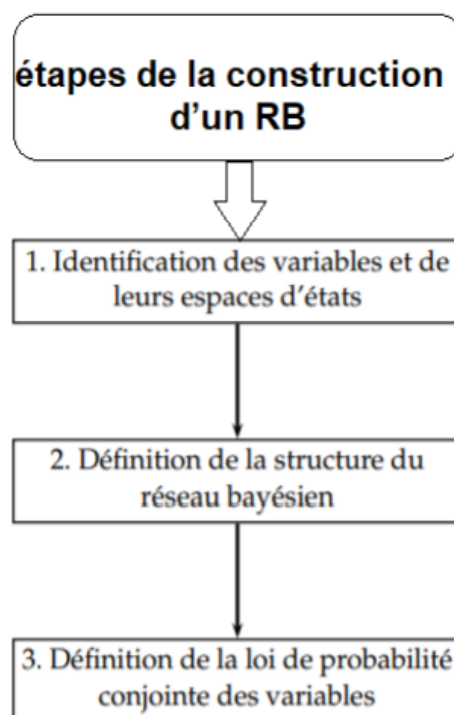 étapes de la construction
d'un RB
1. Identification des variables et de
leurs espaces d'états
2. Définition de la structure du
réseau bayésien
3. Définition de la loi de probabilité
conjointe des variables